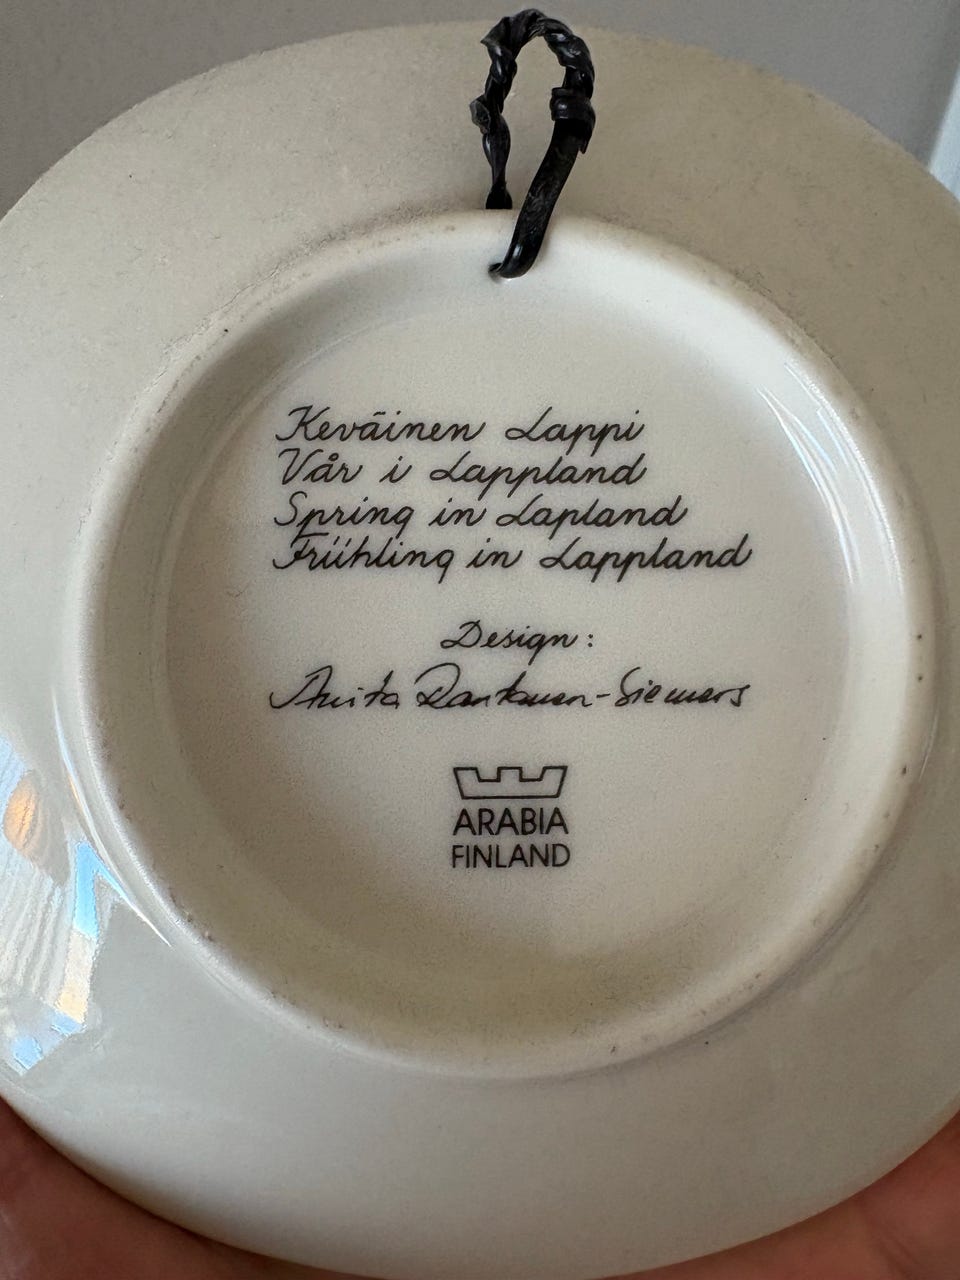 Keväinen Lappi
Vår i Lappland
Spring in Lapland
Frühling in Lappland
Design:
Anita Rantanen-Siemers
ARABIA
FINLAND